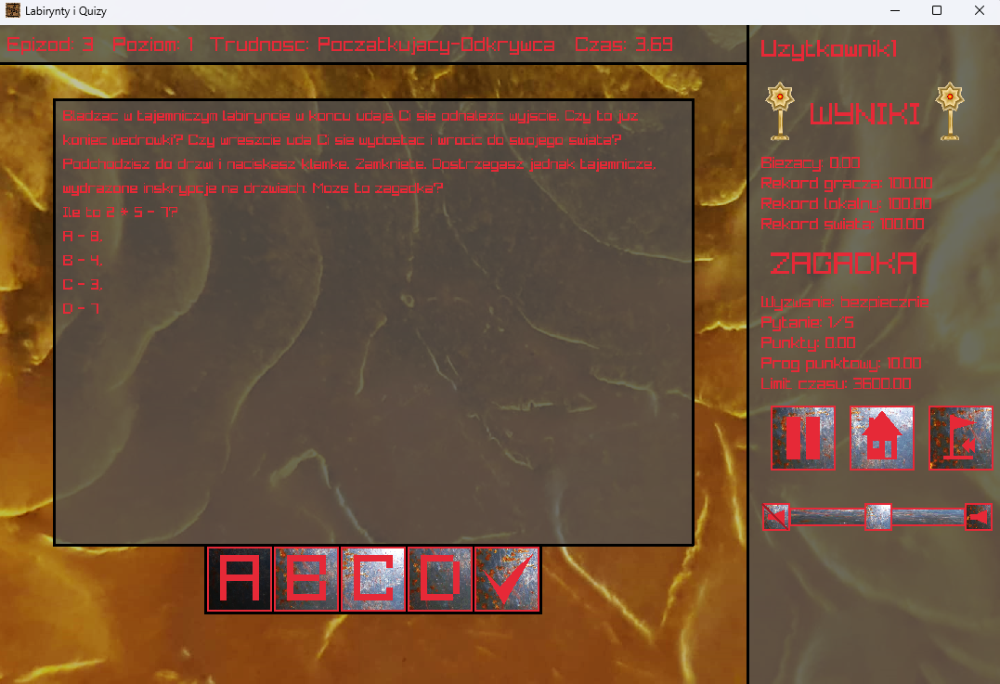 Labirynty i Quizy
Epizod: 3 Poziom: 1 Trudnosc: Poczatkujacy-Odkrywca Czas: 3.69
Uzytkownik1
WYNIKI
Biezacy: 0.00
Rekord gracza: 100.00
Rekord lokalny: 100.00
Rekord swiata: 100.00
ZAGADKA
Wyzwanie: bezpiecznie
Pytanie: 1/5
Punkty: 0.00
Prog punktowy: 10.00
Limit czasu: 3600.00
Bladzac w tajemniczym labiryncie w koncu udaje Ci sie odnalezc wyjscie. Czy to juz
koniec wedrowki? Czy wreszcie uda Ci sie wydostac i wrocic do swojego swiata?
Podchodzisz do drzwi i naciskasz klamke. Zamkniete. Dostrzegasz jednak tajemnicze,
wydrazone inskrypcje na drzwiach. Moze to zagadka?
Ile to 2 * 5 - 7?
A - 8,
B - 4,
C - 3,
D - 7
A B C D